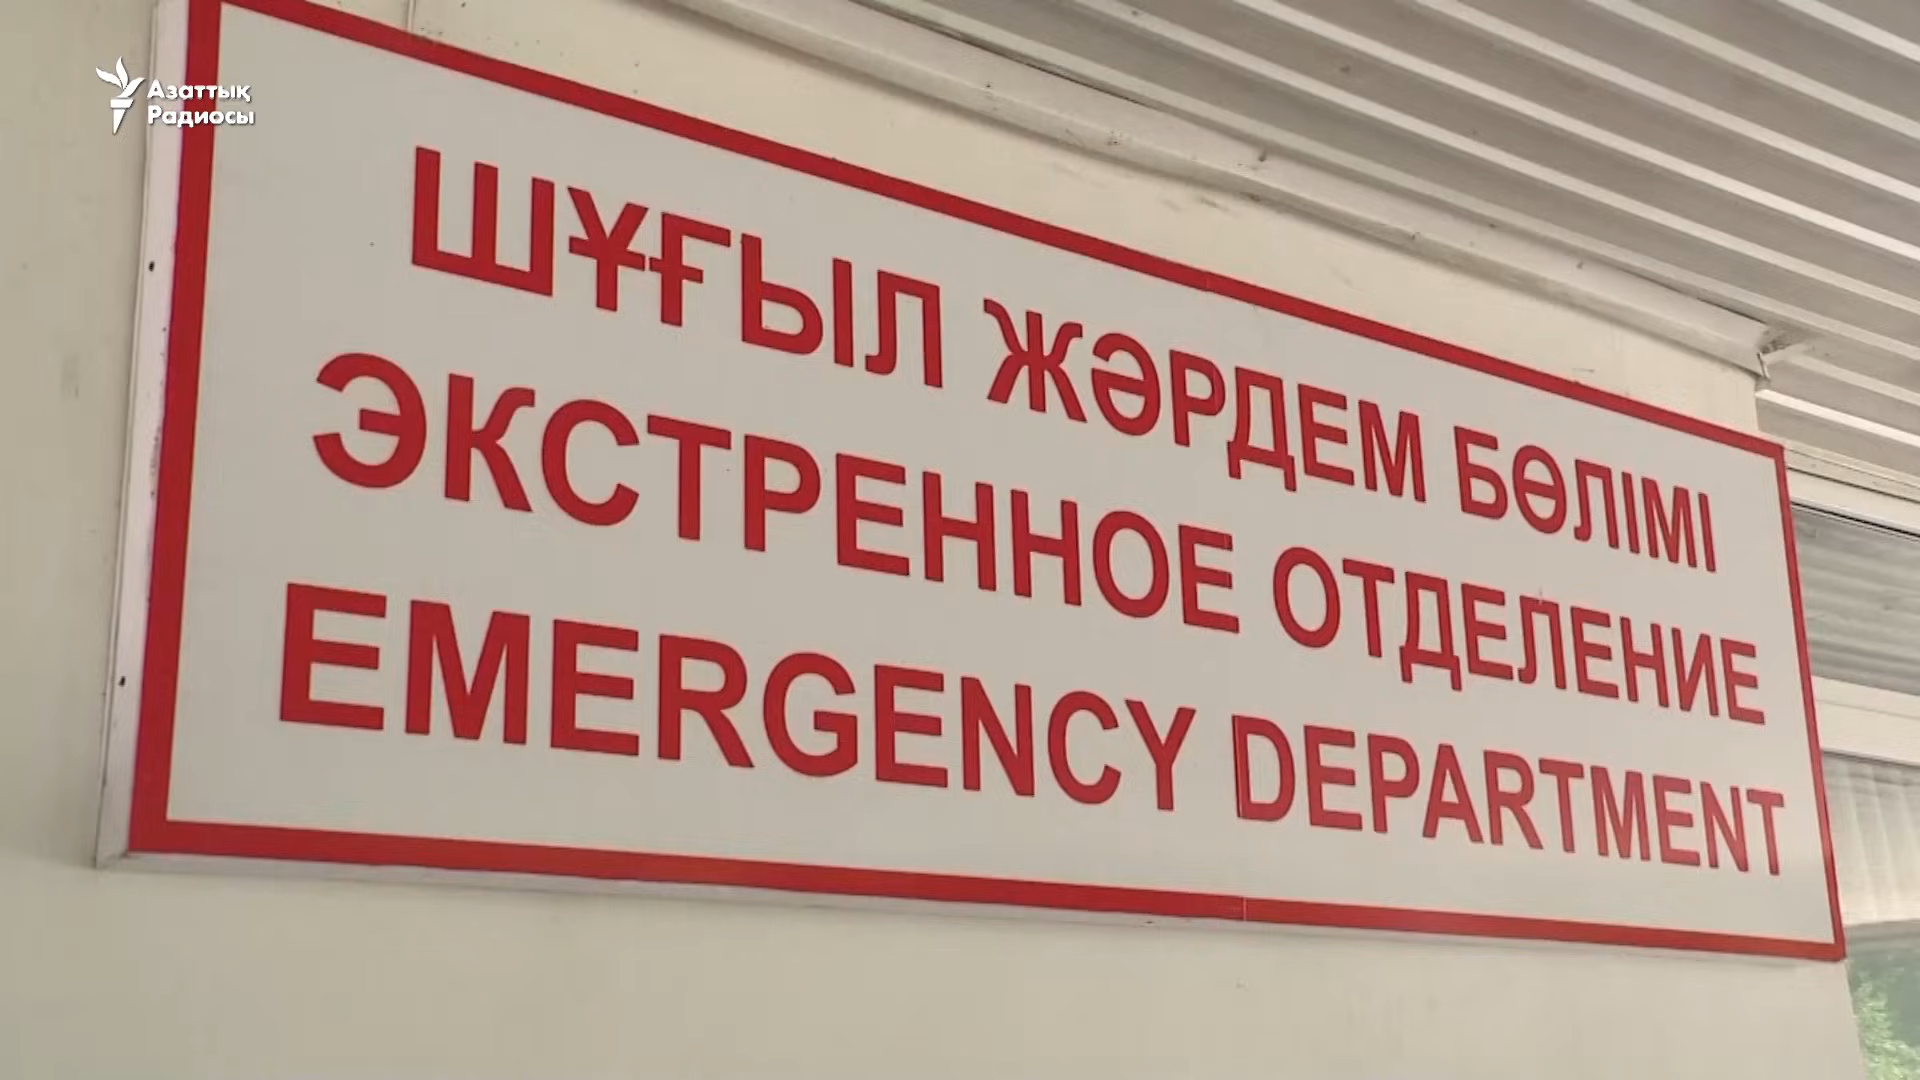 Азаттық
Радиосы
ШҰҒЫЛ ЖӘРДЕМ БӨЛІМІ
ЭКСТРЕННОЕ ОТДЕЛЕНИЕ
EMERGENCY DEPARTMENT